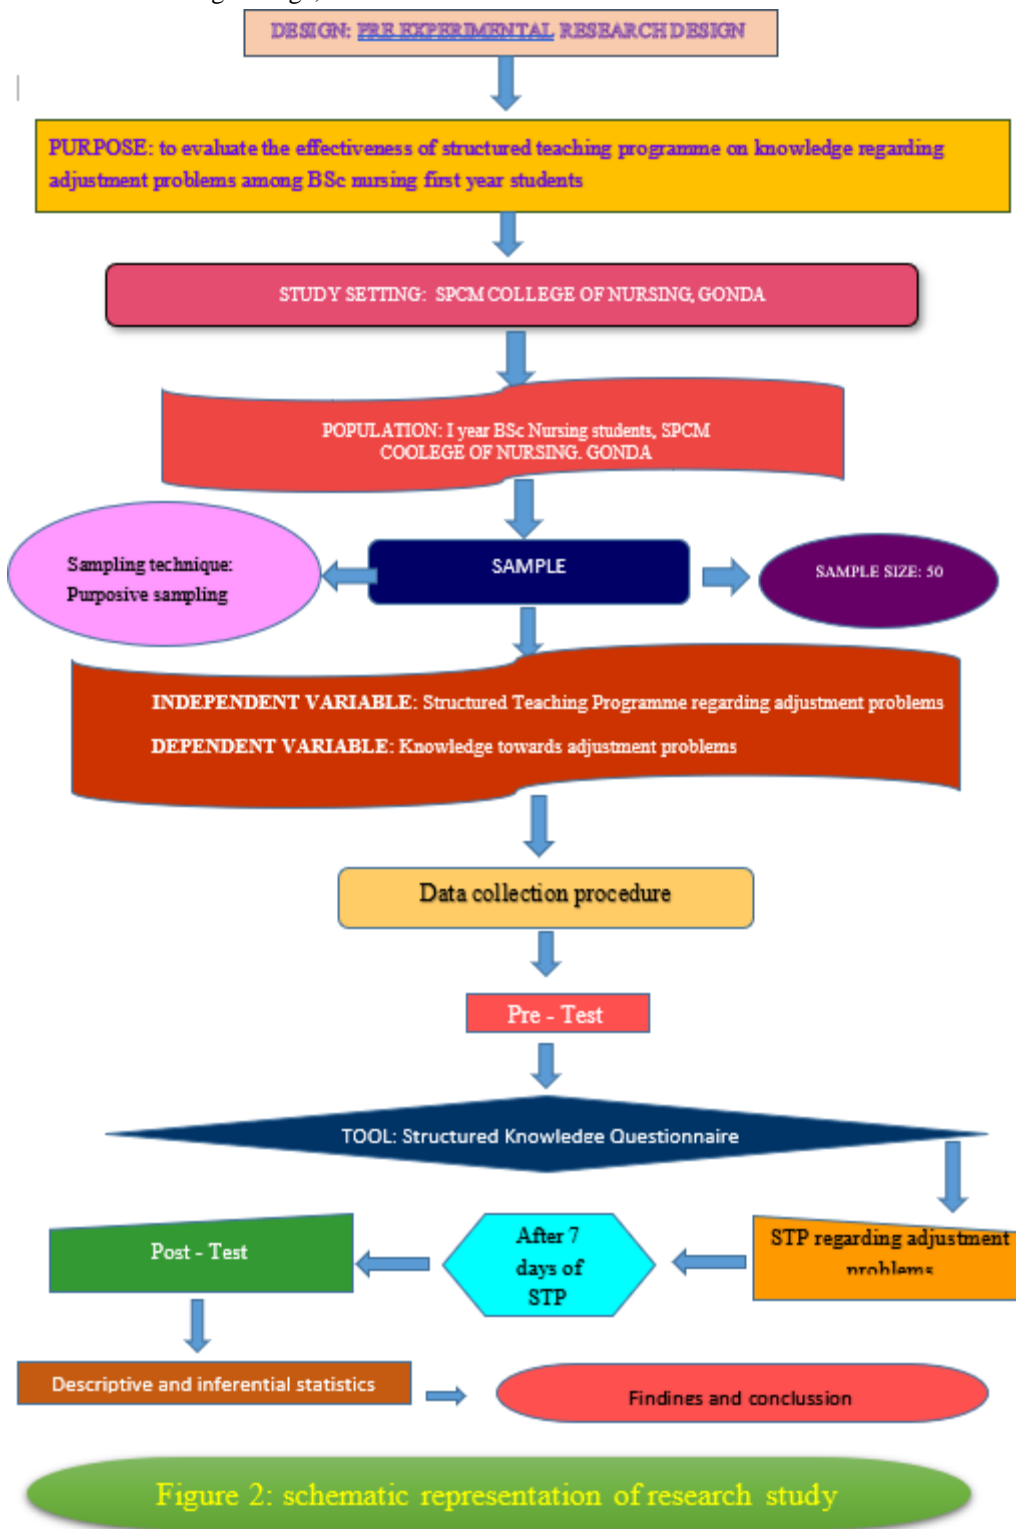 DESIGN: PRE EXPERIMENTAL RESEARCH DESIGN
PURPOSE: to evaluate the effectiveness of structured teaching programme on knowledge regarding
adjustment problems among BSc nursing first year students
STUDY SETTING: SPCM COLLEGE OF NURSING, GONDA
POPULATION: I year BSc Nursing students, SPCM
COOLEGE OF NURSING. GONDA
Sampling technique:
Purposive sampling
SAMPLE
SAMPLE SIZE: 50
INDEPENDENT VARIABLE: Structured Teaching Programme regarding adjustment problems
DEPENDENT VARIABLE: Knowledge towards adjustment problems
Data collection procedure
Pre - Test
TOOL: Structured Knowledge Questionnaire
STP regarding adjustment
problems
After 7
days of
STP
Post - Test
Descriptive and inferential statistics
Findings and conclussion
Figure 2: schematic representation of research study